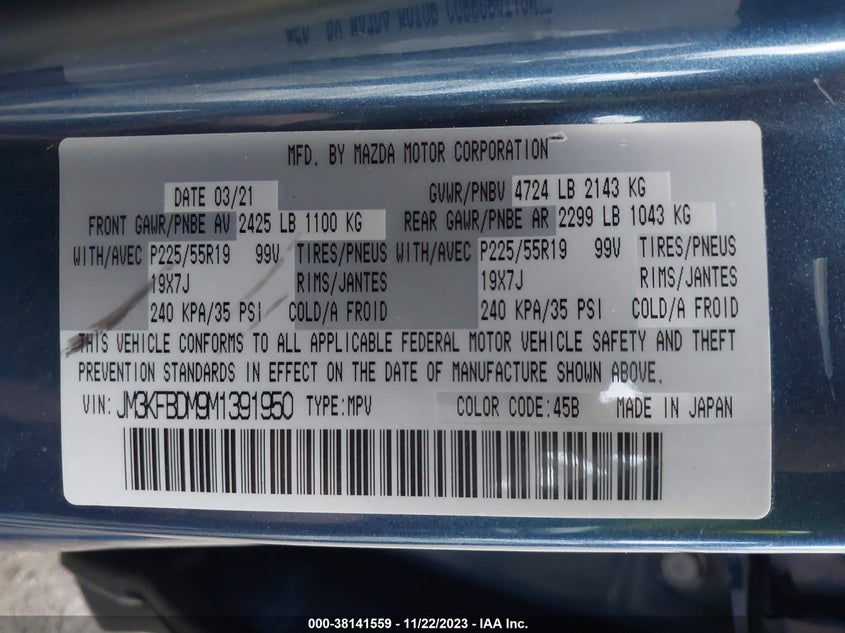 MFD. BY MAZDA MOTOR CORPORATION
DATE 03/21 GVWR/PNBV 4724 LB 2143 KG
FRONT GAWR/PNBE AV 2425 LB 1100 KG REAR GAWR/PNBE AR 2299 LB 1043 KG
WITH/AVEC P225/55R19 99V TIRES/PNEUS WITH/AVEC P225/55R19 99V TIRES/PNEUS
19X7J RIMS/JANTES 19X7J RIMS/JANTES
240 KPA/35 PSI COLD/A FROID 240 KPA/35 PSI COLD/A FROID
THIS VEHICLE CONFORMS TO ALL APPLICABLE FEDERAL MOTOR VEHICLE SAFETY AND THEFT
PREVENTION STANDARDS IN EFFECT ON THE DATE OF MANUFACTURE SHOWN ABOVE.
VIN: JM3KFBDM9M1391950 TYPE:MPV COLOR CODE:45B MADE IN JAPAN
000-38141559 - 11/22/2023 - IAA Inc.